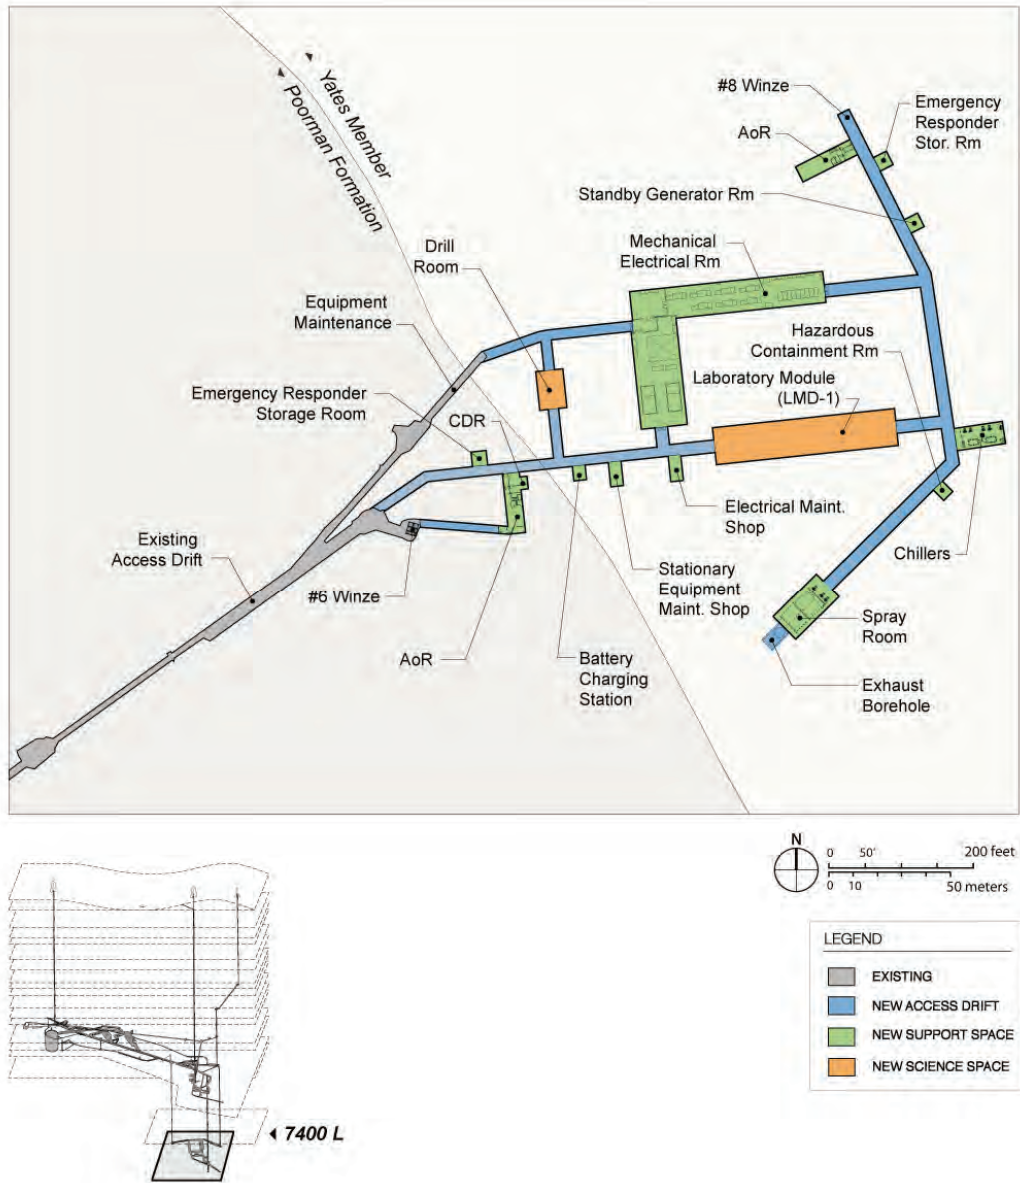 Yates Member
Poorman Formation
#8 Winze
Emergency
Responder
Stor. Rm
AoR
Standby Generator Rm
Drill
Room
Mechanical
Electrical Rm
Equipment
Maintenance
Hazardous
Containment Rm
Laboratory Module
(LMD-1)
Emergency Responder
Storage Room
CDR
Electrical Maint.
Shop
Existing
Access Drift
Chillers
#6 Winze
Stationary
Equipment
Maint. Shop
Spray
Room
AoR
Battery
Charging
Station
Exhaust
Borehole
N
0 50' 200 feet
0 10 50 meters
LEGEND
EXISTING
NEW ACCESS DRIFT
NEW SUPPORT SPACE
NEW SCIENCE SPACE
7400 L